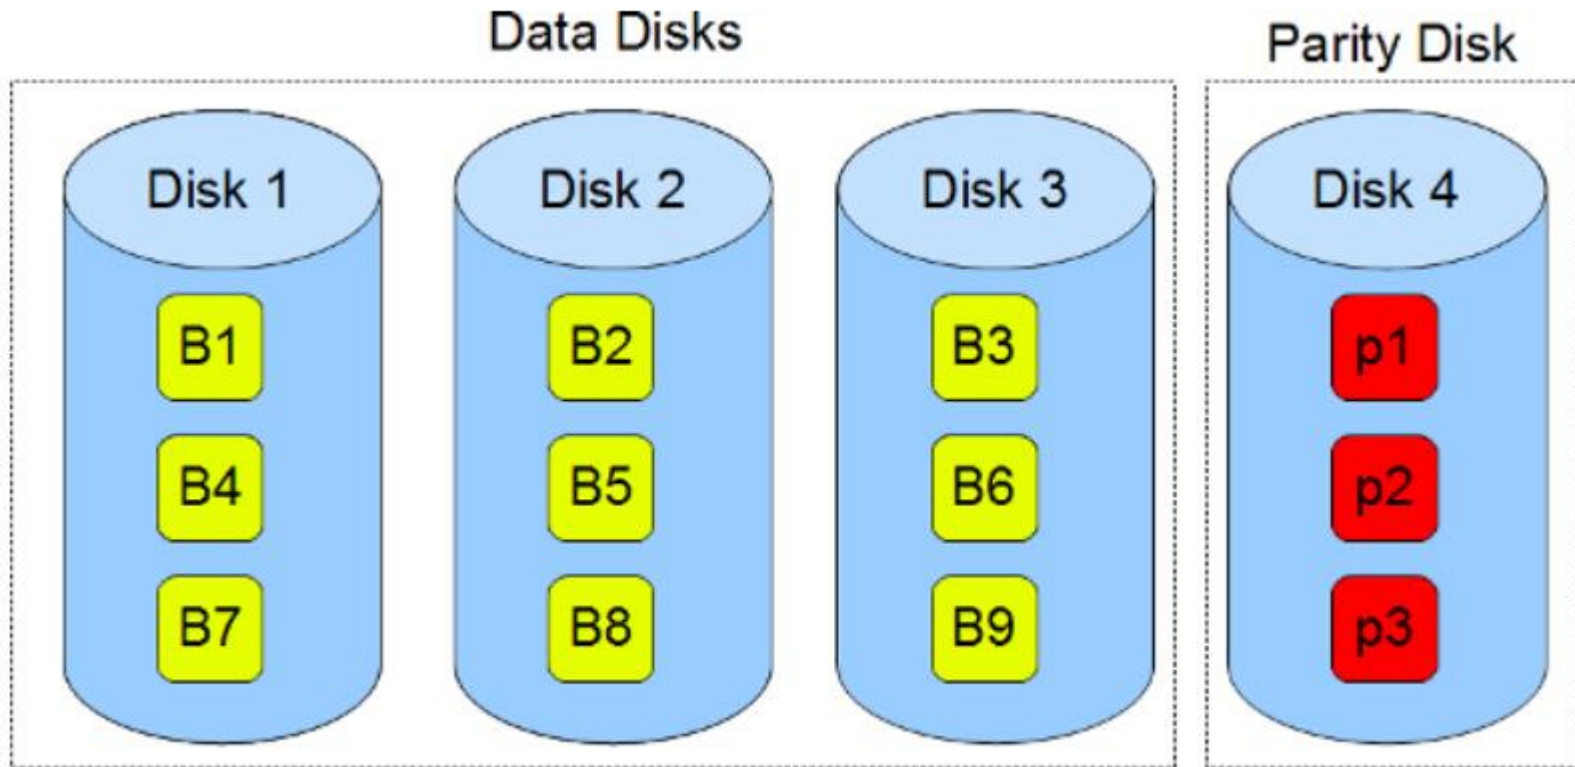 Data Disks Parity Disk
Disk 1 Disk 2 Disk 3 Disk 4
B1 B2 B3 p1
B4 B5 B6 p2
B7 B8 B9 p3